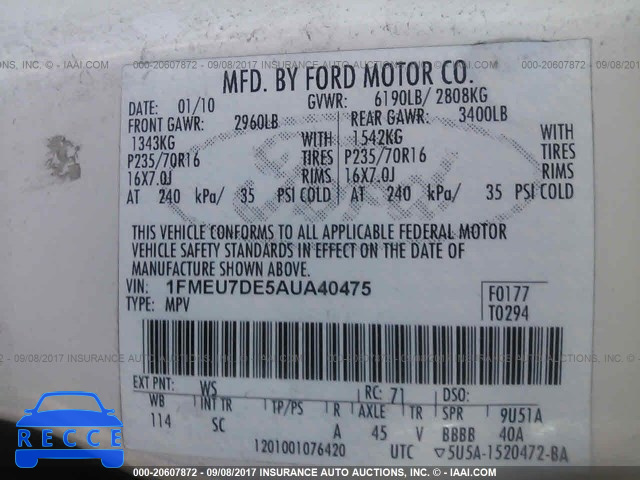 000-20607872 - 09/08/2017 - INSURANCE AUTO AUCTIONS - © IAAI.COM
MFD. BY FORD MOTOR CO.
DATE: 01/10 GVWR: 6190LB/ 2808KG
FRONT GAWR: 2960LB REAR GAWR: 3400LB
1343KG WITH 1542KG WITH
P235/70R16 TIRES P235/70R16 TIRES
16X7.0J RIMS 16X7.0J RIMS
AT 240 kPa/ 35 PSI COLD AT 240 kPa/ 35 PSI COLD
THIS VEHICLE CONFORMS TO ALL APPLICABLE FEDERAL MOTOR
VEHICLE SAFETY STANDARDS IN EFFECT ON THE DATE OF
MANUFACTURE SHOWN ABOVE.
VIN: 1FMEU7DE5AUA40475 F0177
TYPE: MPV T0294
EXT PNT: WS RC: 71 DSO:
WB INT TR TP/PS R AXLE TR SPR 9U51A
114 SC A 45 V BBBB 40A
1201001076420 UTC ▽5U5A-1520472-BA
RECCE
000-20607872 - 09/08/2017 - INSURANCE AUTO AUCTIONS - © IAAI.COM